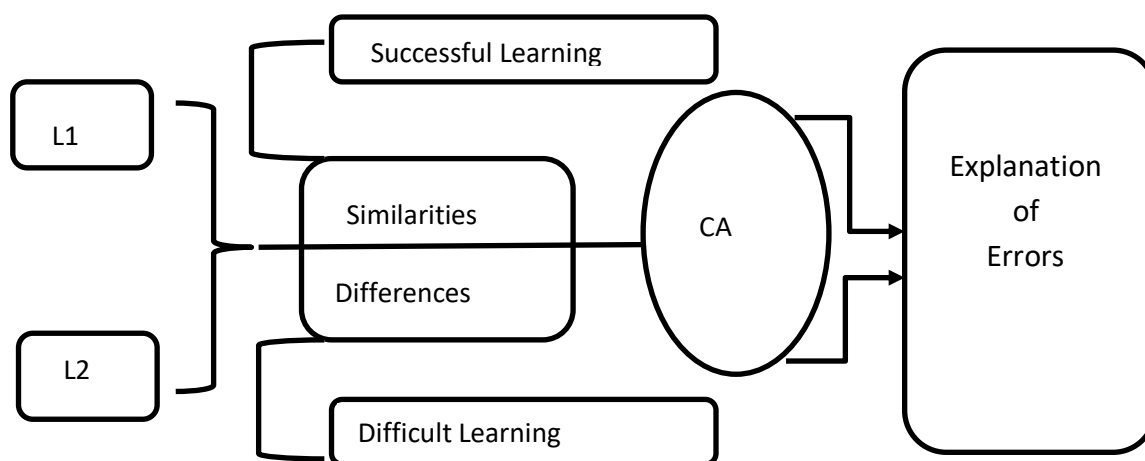 Successful Learning
L1
Similarities
Differences
CA
Explanation
of
Errors
L2
Difficult Learning